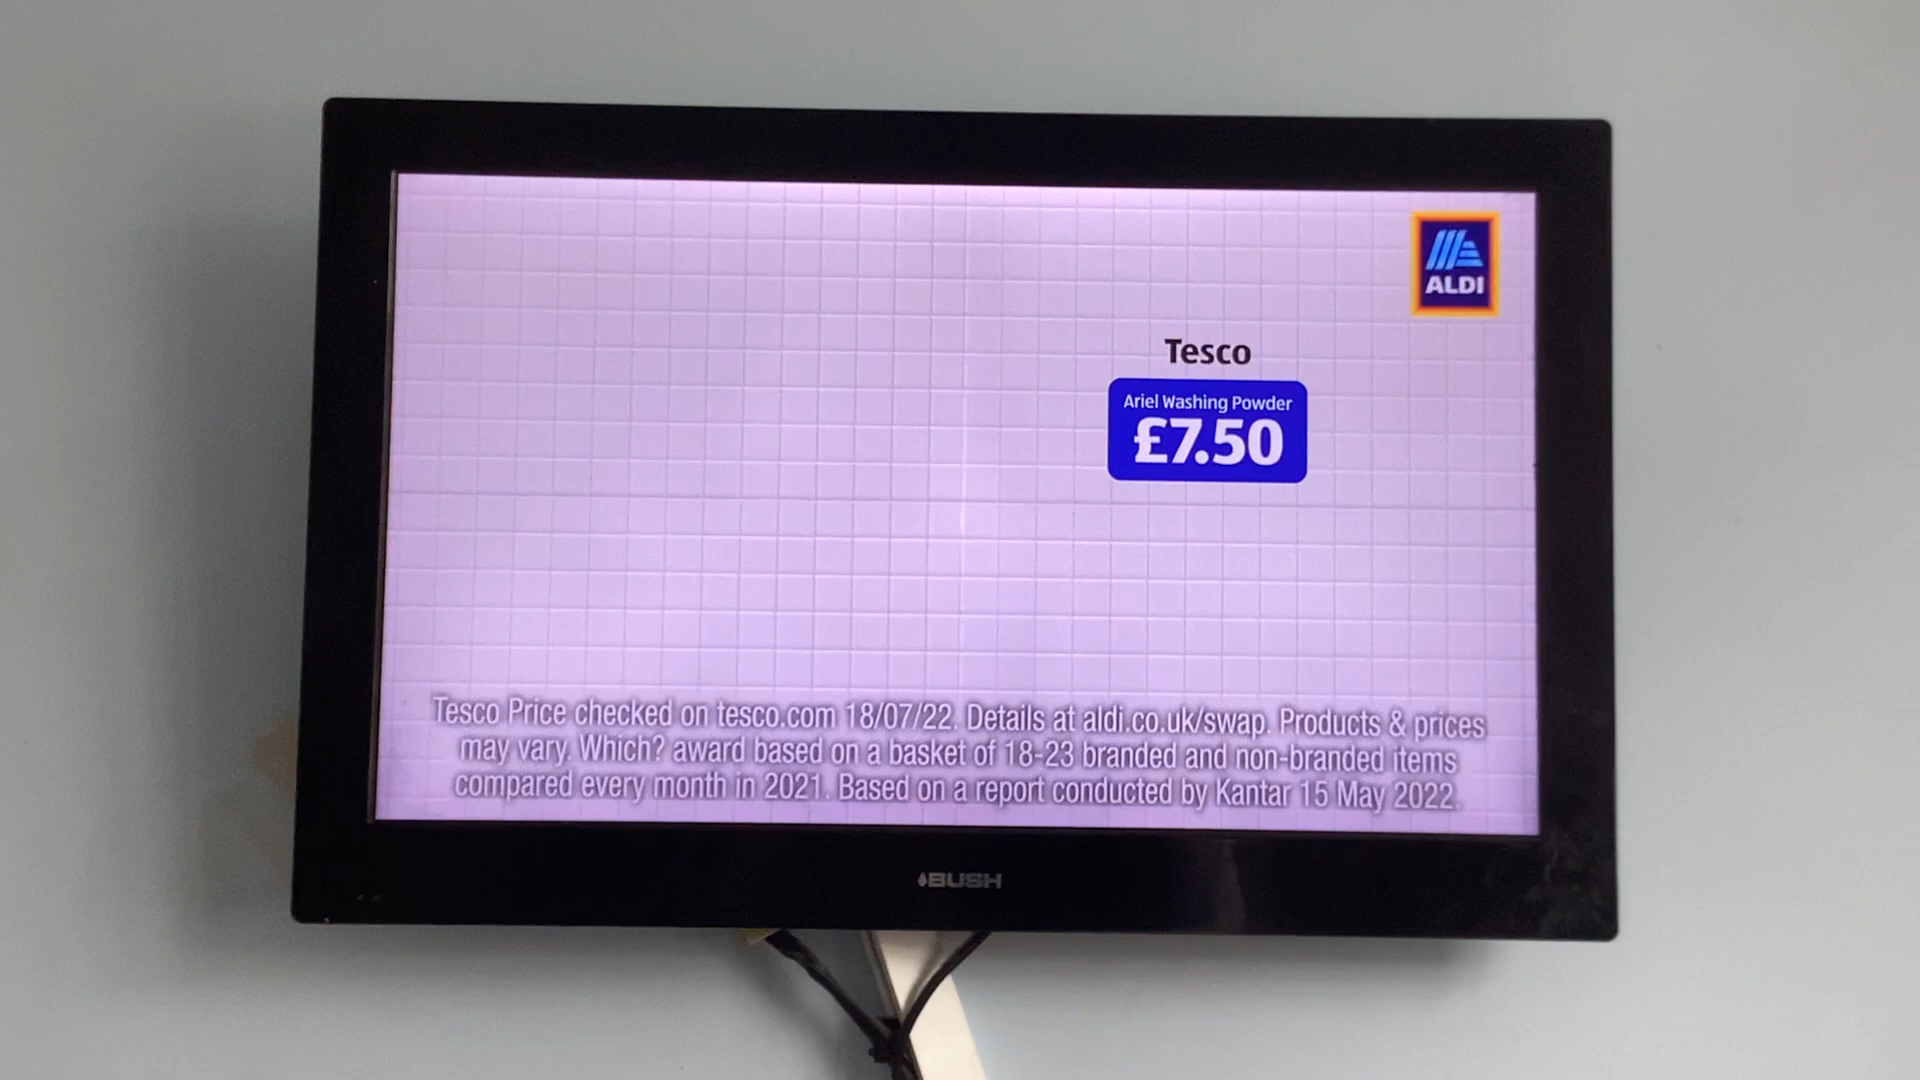 ALDI
Tesco
Ariel Washing Powder
£7.50
Tesco Price checked on tesco.com 18/07/22. Details at aldi.co.uk/swap. Products & prices
may vary. Which? award based on a basket of 18-23 branded and non-branded items
compared every month in 2021. Based on a report conducted by Kantar 15 May 2022.
BUSH